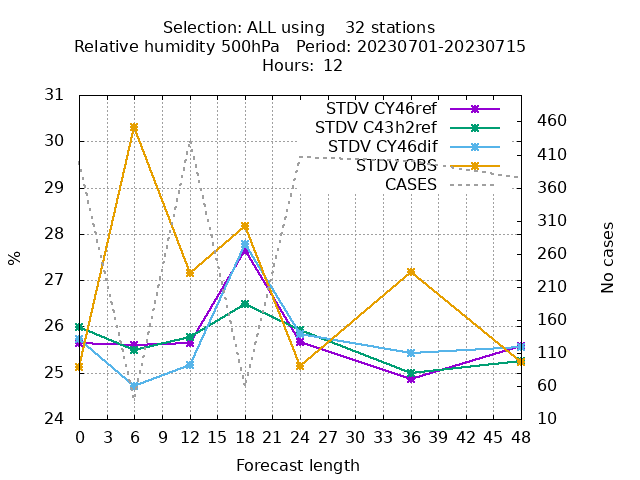 Selection: ALL using    32 stations
Relative humidity 500hPa   Period: 20230701-20230715
Hours:  12
31
30
29
28
27
26
25
24
%
460
410
360
310
260
210
160
110
60
10
No cases
STDV CY46ref
STDV C43h2ref
STDV CY46dif
STDV OBS
CASES
0 3 6 9 12 15 18 21 24 27 30 33 36 39 42 45 48
Forecast length